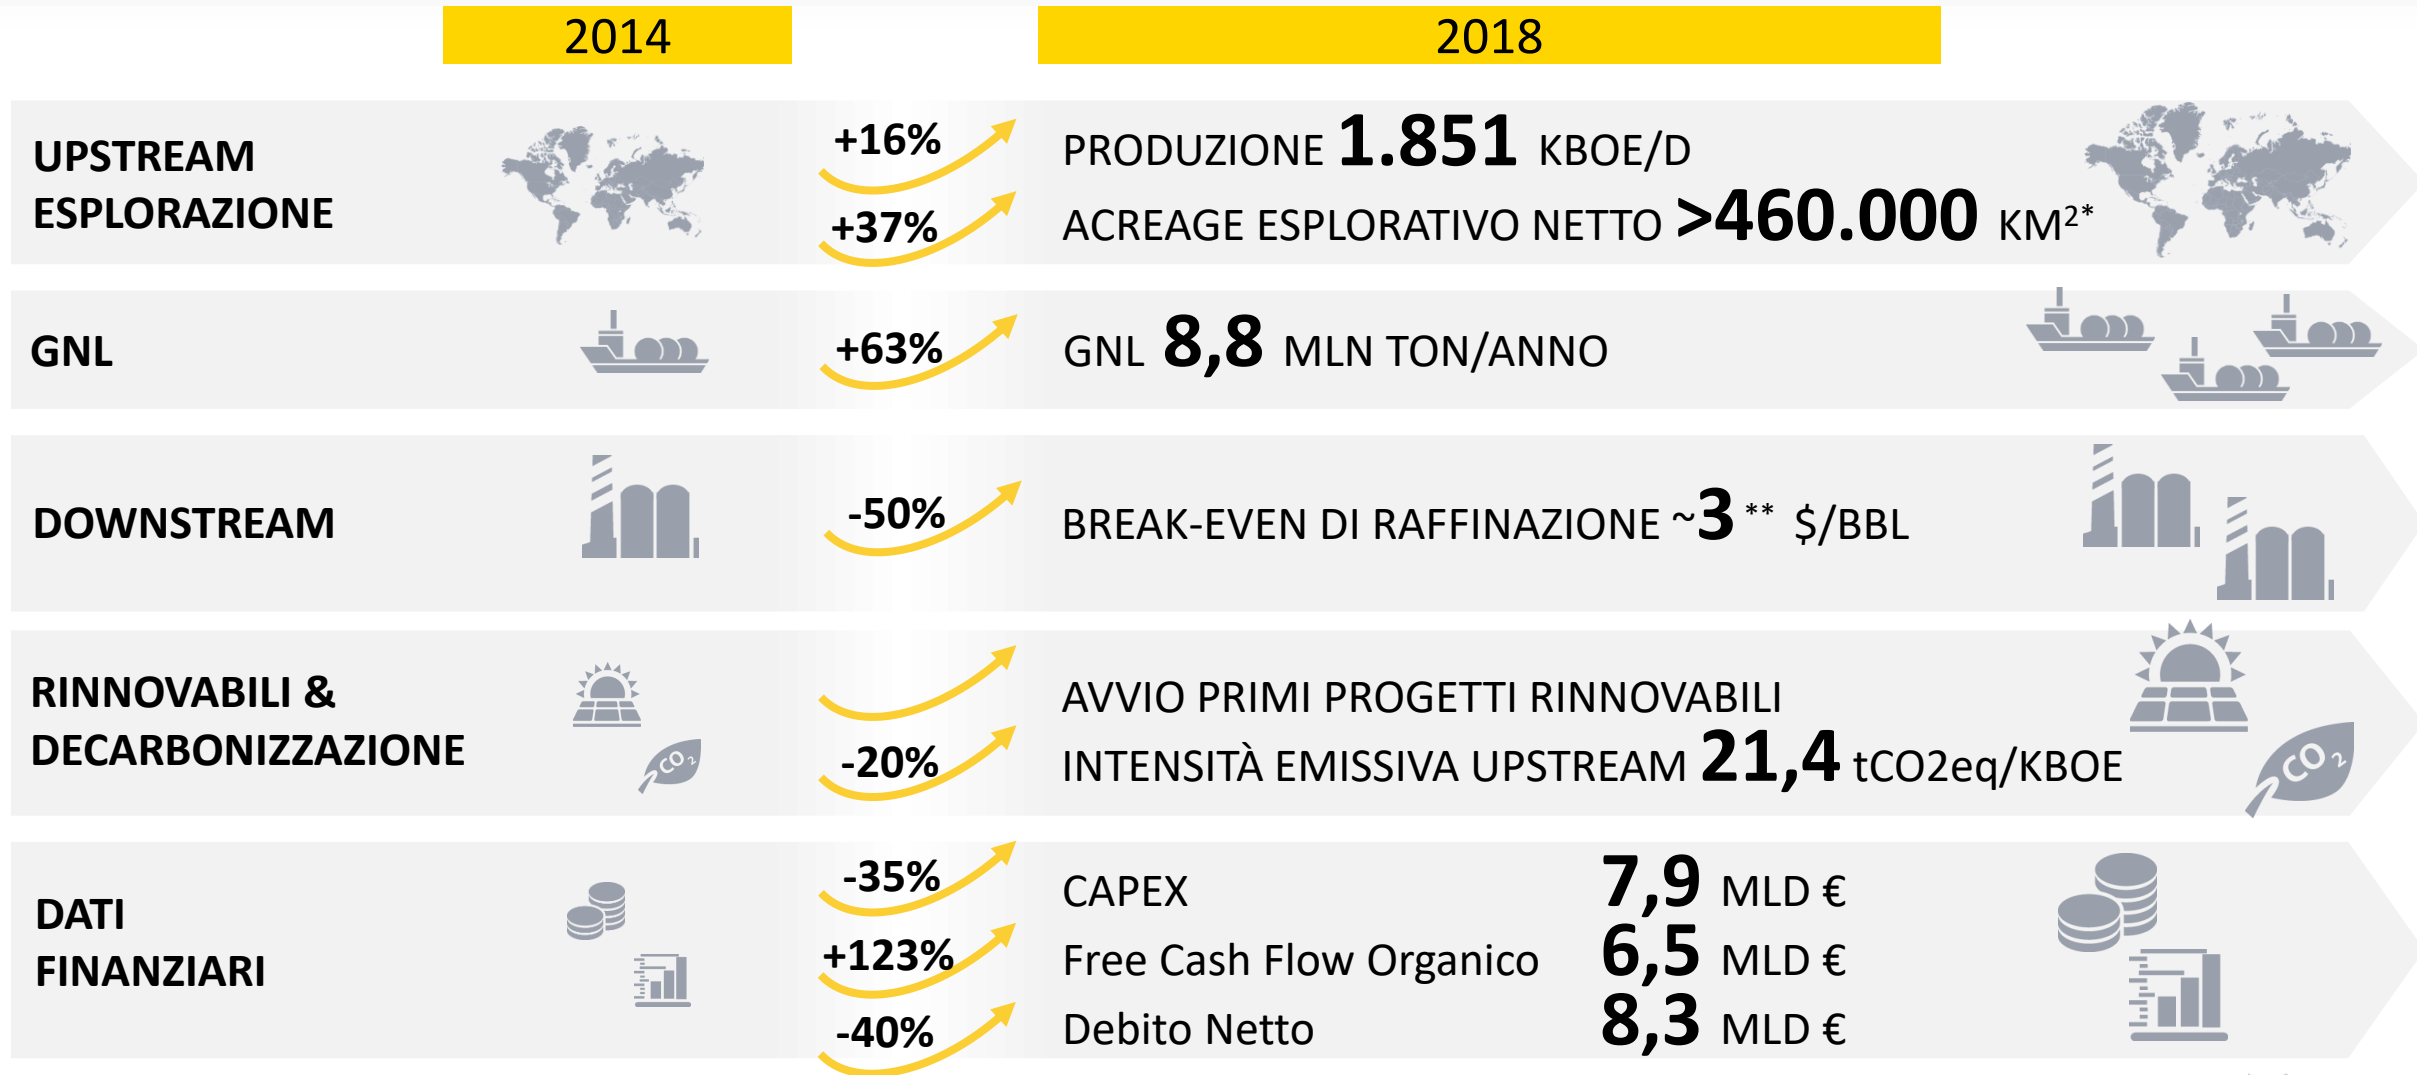 2014
2018
UPSTREAM
ESPLORAZIONE
+16%
PRODUZIONE 1.851 KBOE/D
+37%
ACREAGE ESPLORATIVO NETTO >460.000 KM²*
GNL
+63%
GNL 8,8 MLN TON/ANNO
DOWNSTREAM
-50%
BREAK-EVEN DI RAFFINAZIONE ~3** $/BBL
RINNOVABILI &
DECARBONIZZAZIONE
CO₂
AVVIO PRIMI PROGETTI RINNOVABILI
-20%
INTENSITÀ EMISSIVA UPSTREAM 21,4 tCO2eq/KBOE
CO₂
DATI
FINANZIARI
-35%
CAPEX 7,9 MLD €
+123%
Free Cash Flow Organico 6,5 MLD €
-40%
Debito Netto 8,3 MLD €